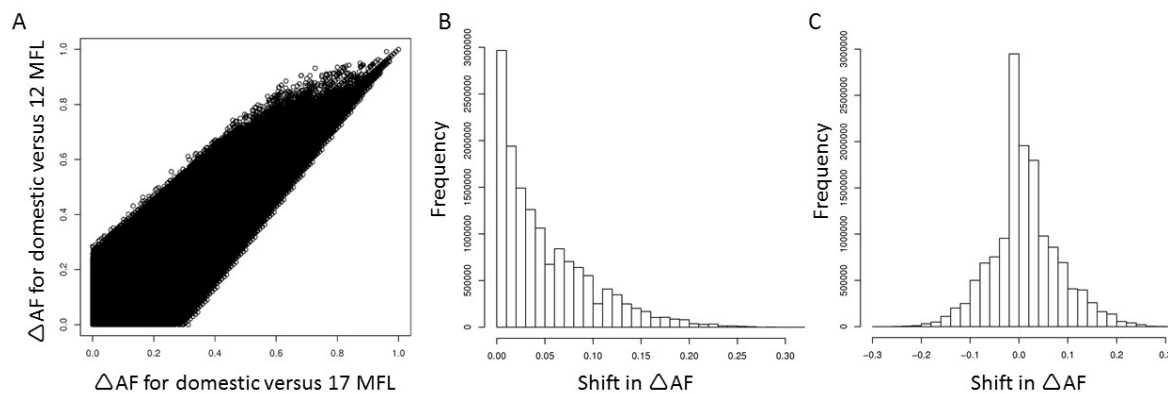 A
△AF for domestic versus 12 MFL
1.0
0.8
0.6
0.4
0.2
0.0
0.0 0.2 0.4 0.6 0.8 1.0
△AF for domestic versus 17 MFL
B
Frequency
3000000
2500000
2000000
1500000
1000000
500000
0
0.00 0.05 0.10 0.15 0.20 0.25 0.30
Shift in △AF
C
Frequency
3000000
2500000
2000000
1500000
1000000
500000
0
−0.3 −0.2 −0.1 0.0 0.1 0.2
Shift in △AF